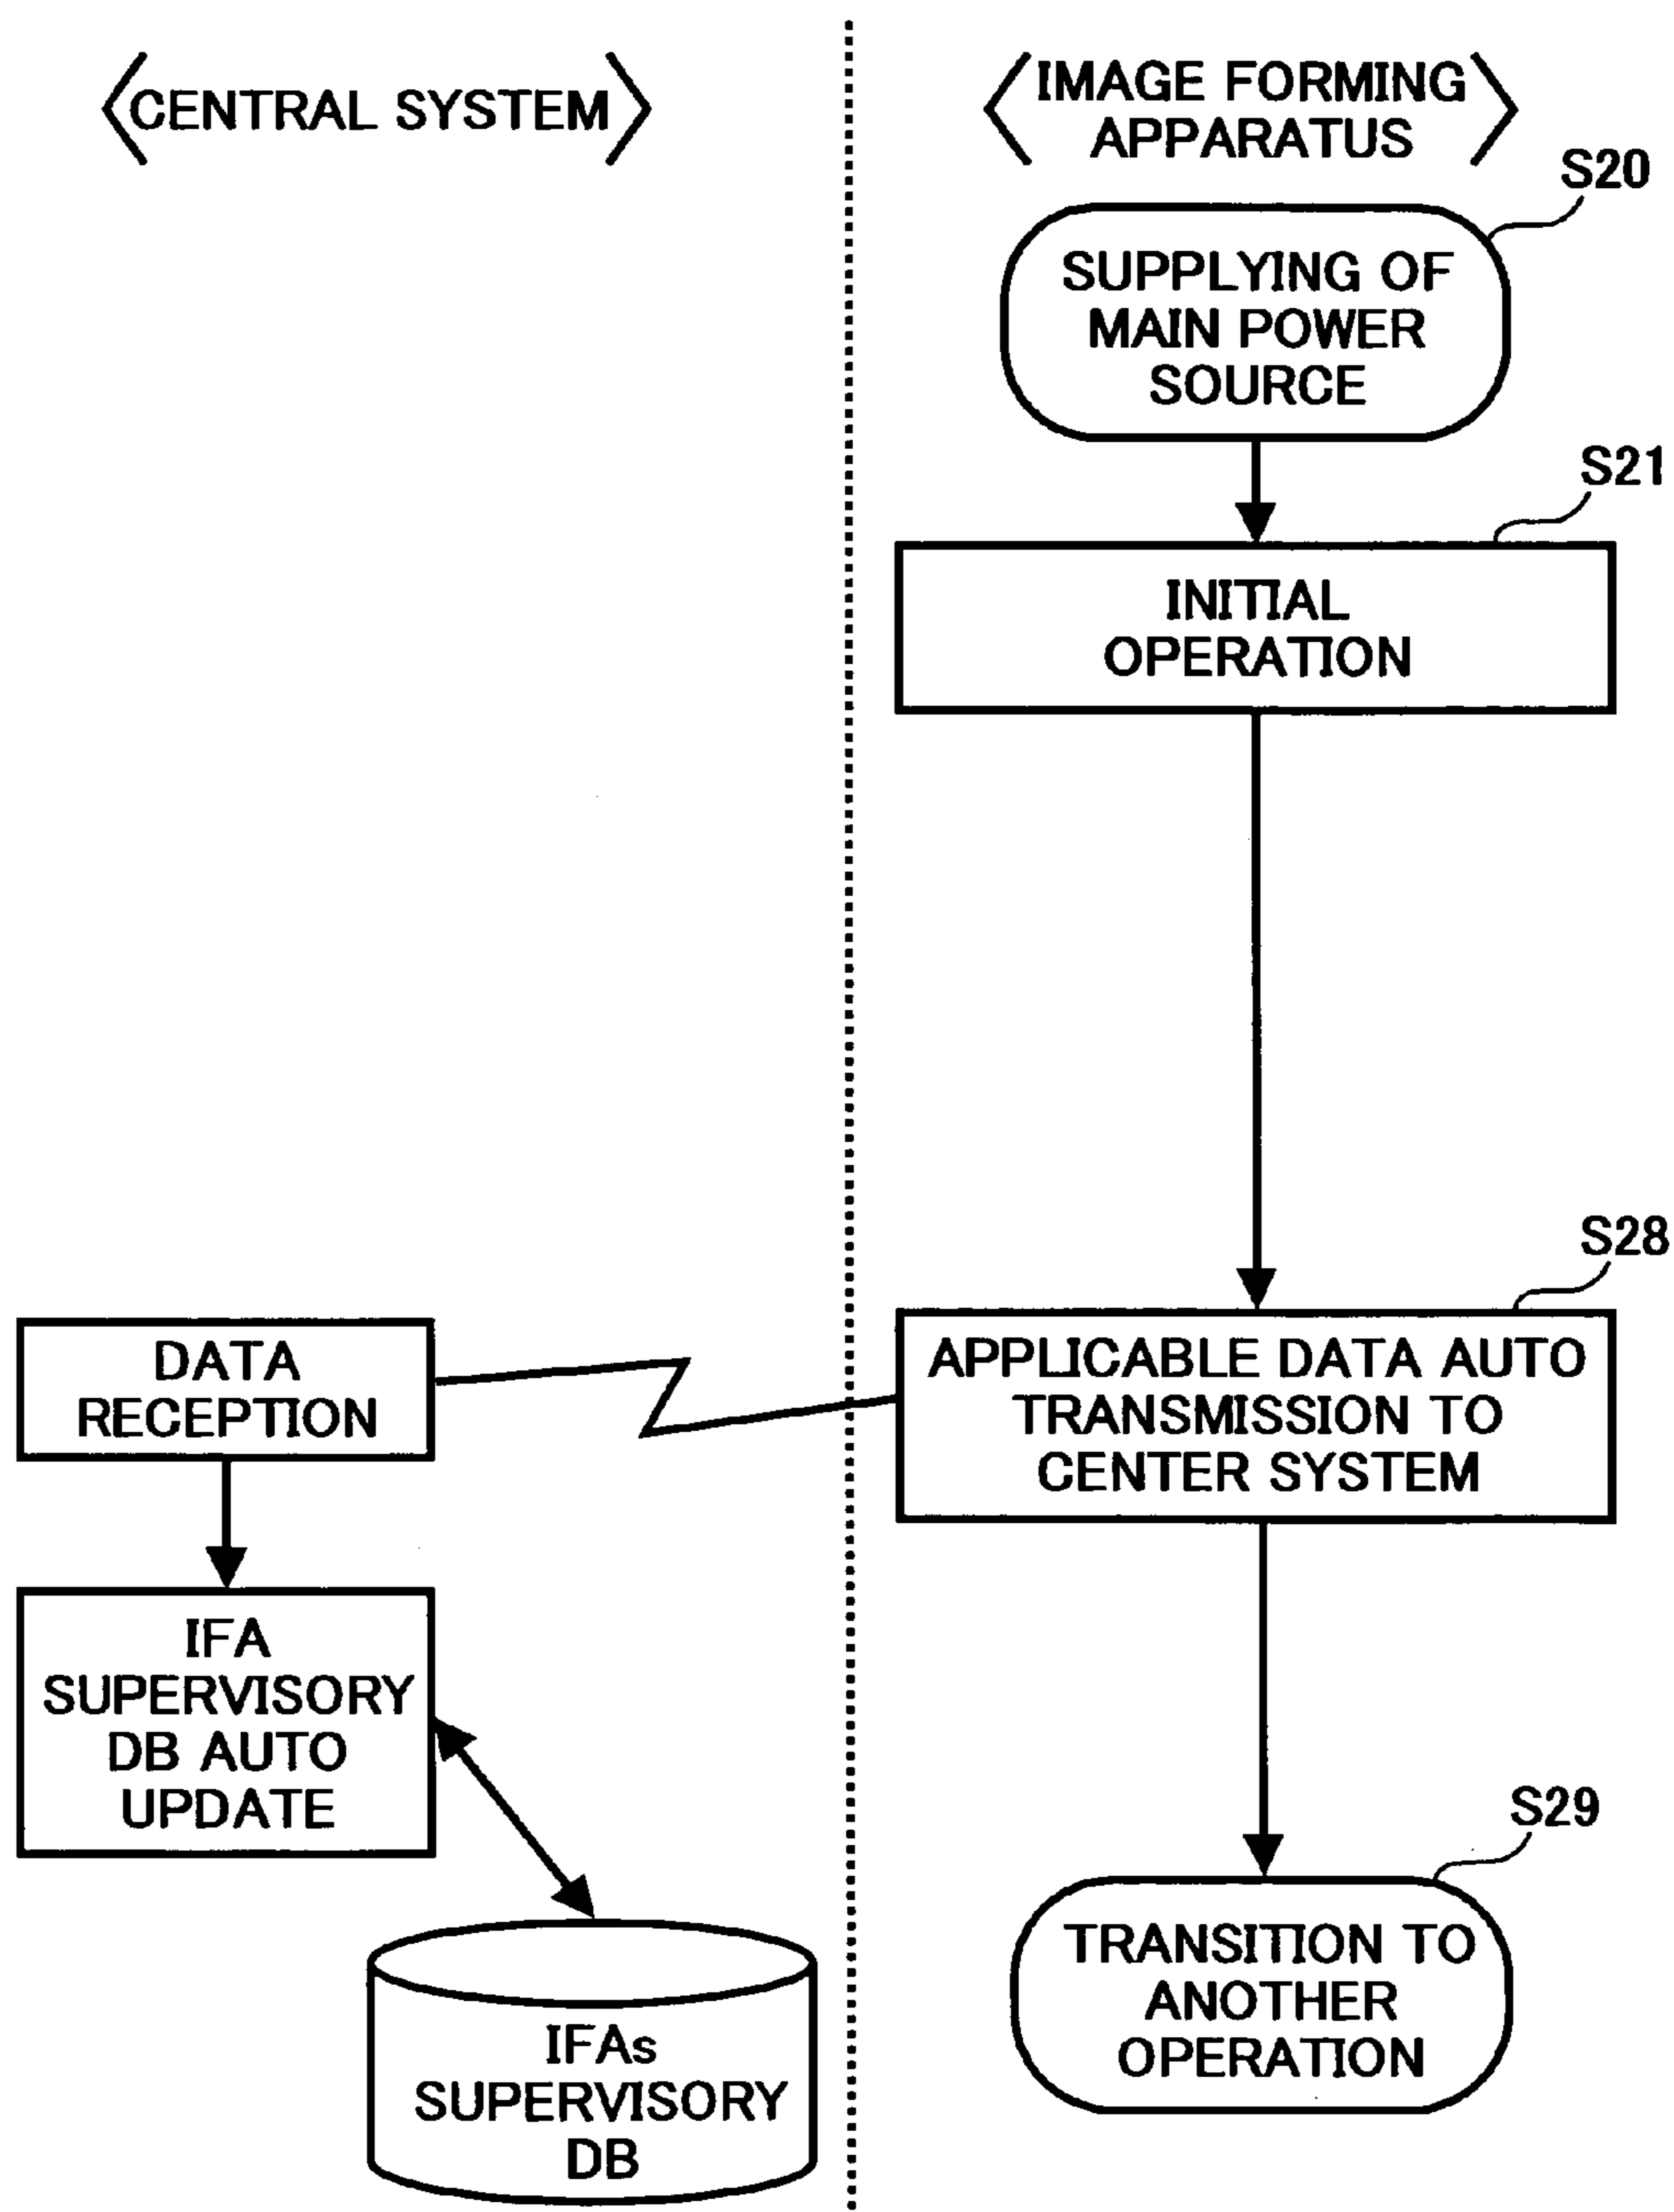 CENTRAL SYSTEM
IMAGE FORMING
APPARATUS
S20
SUPPLYING OF
MAIN POWER
SOURCE
S21
INITIAL
OPERATION
S28
APPLICABLE DATA AUTO
TRANSMISSION TO
CENTER SYSTEM
DATA
RECEPTION
IFA
SUPERVISORY
DB AUTO
UPDATE
IFAs
SUPERVISORY
DB
S29
TRANSITION TO
ANOTHER
OPERATION